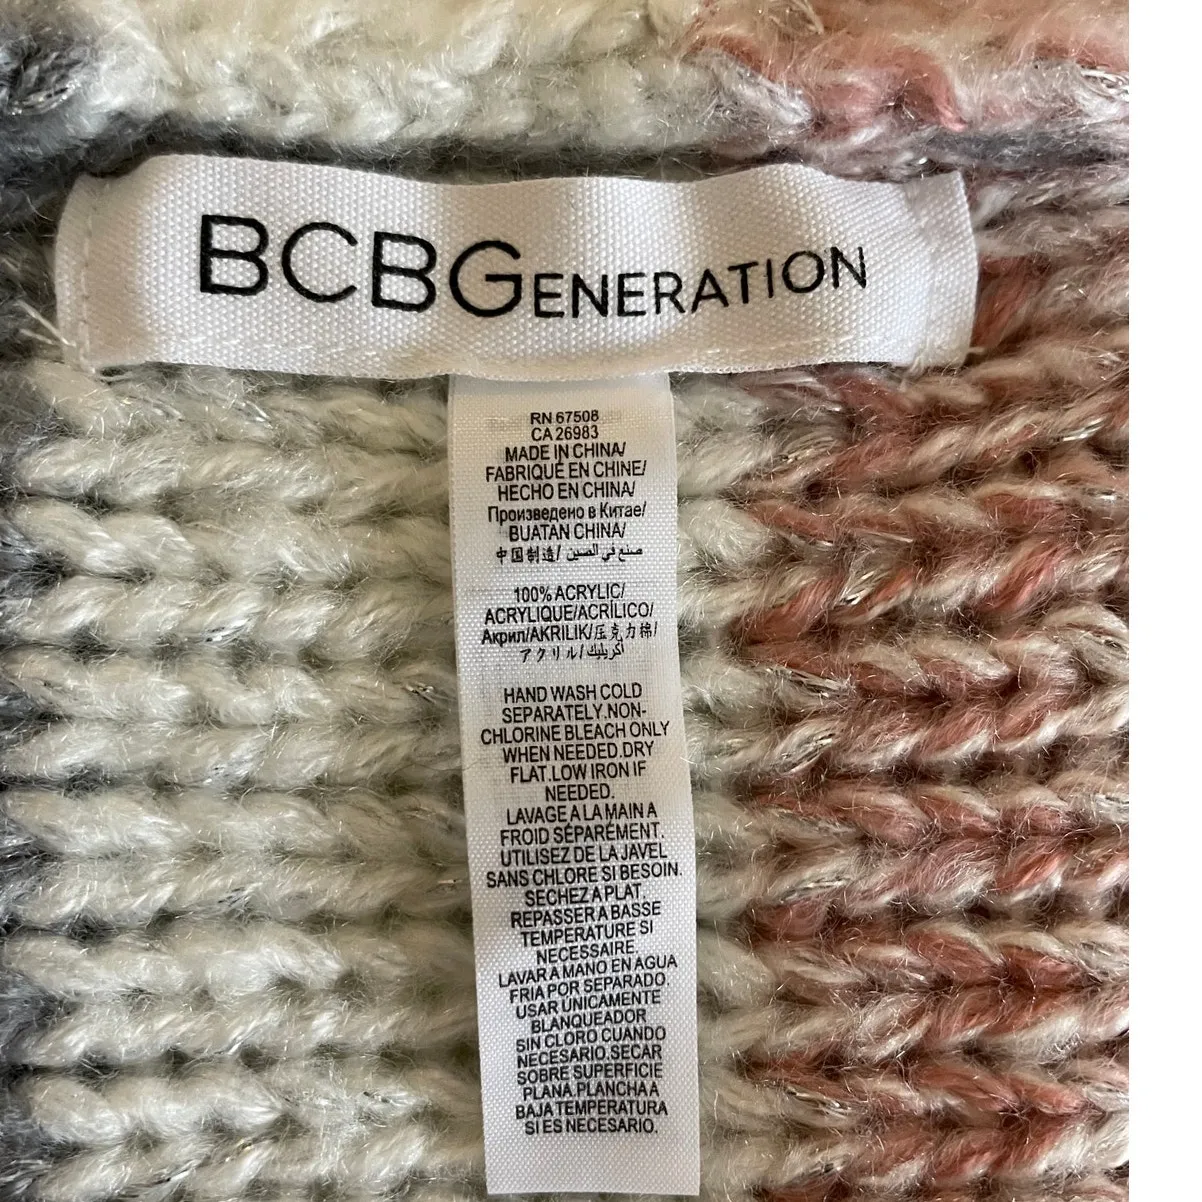 BCBGENERATION
RN 67508
CA 26983
MADE IN CHINA/
FABRIQUÉ EN CHINE/
HECHO EN CHINA/
Произведено в Китае/
BUATAN CHINA/
中国制造/ صنع في الصين
100% ACRYLIC/
ACRYLIQUE/ACRÍLICO/
Акрил/AKRILIK/压克力棉/
アクリル/أكريليك
HAND WASH COLD
SEPARATELY.NON-
CHLORINE BLEACH ONLY
WHEN NEEDED.DRY
FLAT.LOW IRON IF
NEEDED.
LAVAGE A LA MAIN A
FROID SÉPARÉMENT.
UTILISEZ DE LA JAVEL
SANS CHLORE SI BESOIN.
SECHEZ A PLAT.
REPASSER A BASSE
TEMPERATURE SI
NECESSAIRE
LAVAR A MANO EN AGUA
FRIA POR SEPARADO.
USAR ÚNICAMENTE
BLANQUEADOR
SIN CLORO CUANDO
NECESARIO.SECAR
SOBRE SUPERFICIE
PLANA.PLANCHA A
BAJA TEMPERATURA
SI ES NECESARIO.